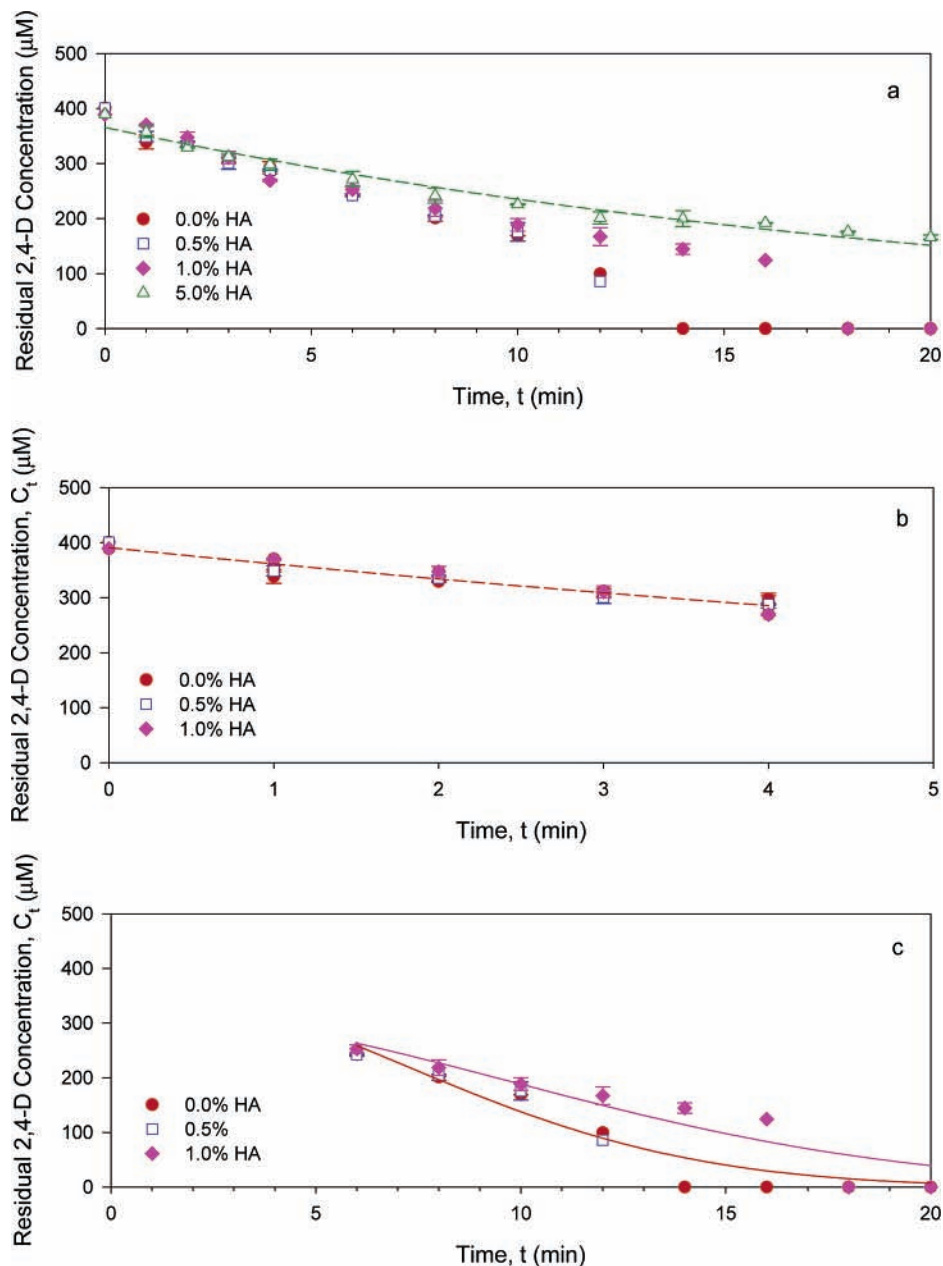 Residual 2,4-D Concentration (µM)
500
400
300
200
100
0
a
0.0% HA
0.5% HA
1.0% HA
5.0% HA
0 5 10 15 20
Time, t (min)
Residual 2,4-D Concentration, Ct (µM)
500
400
300
200
100
0
b
0.0% HA
0.5% HA
1.0% HA
0 1 2 3 4 5
Time, t (min)
Residual 2,4-D Concentration, Ct (µM)
500
400
300
200
100
0
c
0.0% HA
0.5%
1.0% HA
0 5 10 15 20
Time, t (min)